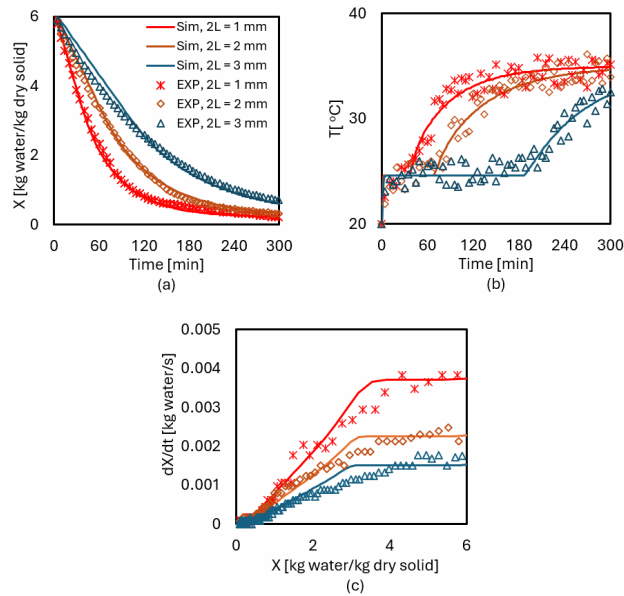 6
4
2
0
X [kg water/kg dry solid]
Sim, 2L = 1 mm
Sim, 2L = 2 mm
Sim, 2L = 3 mm
EXP, 2L = 1 mm
EXP, 2L = 2 mm
EXP, 2L = 3 mm
0 60 120 180 240 300
Time [min]
(a)
40
30
20
T[ °C]
0 60 120 180 240 300
Time [min]
(b)
0.005
0.004
0.003
0.002
0.001
0
dX/dt [kg water/s]
0 2 4 6
X [kg water/kg dry solid]
(c)